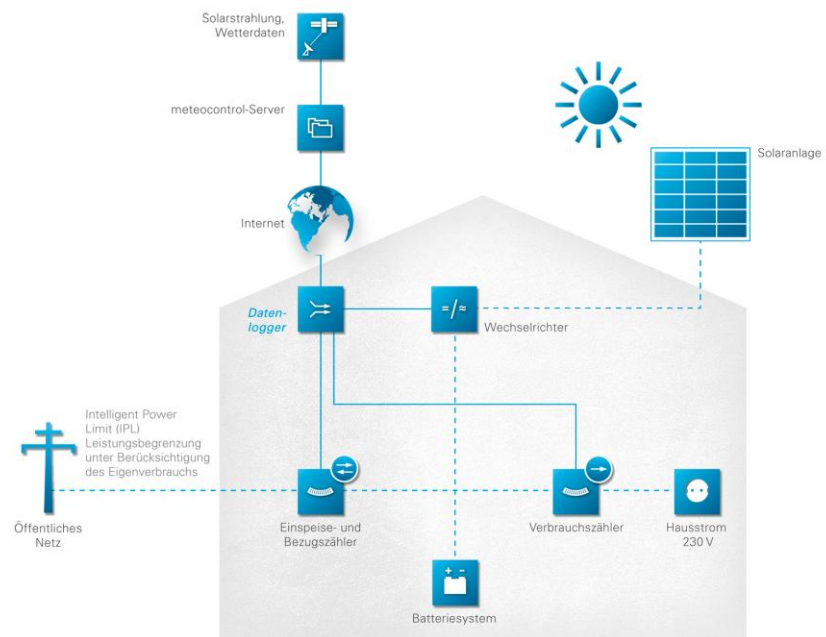 Solarstrahlung,
Wetterdaten
meteocontrol-Server
Solaranlage
Internet
Daten-
logger
=/≈
Wechselrichter
Intelligent Power
Limit (IPL)
Leistungsbegrenzung
unter Berücksichtigung
des Eigenverbrauchs
Öffentliches
Netz
Einspeise- und
Bezugszähler
Verbrauchszähler
Hausstrom
230 V
+ -
Batteriesystem